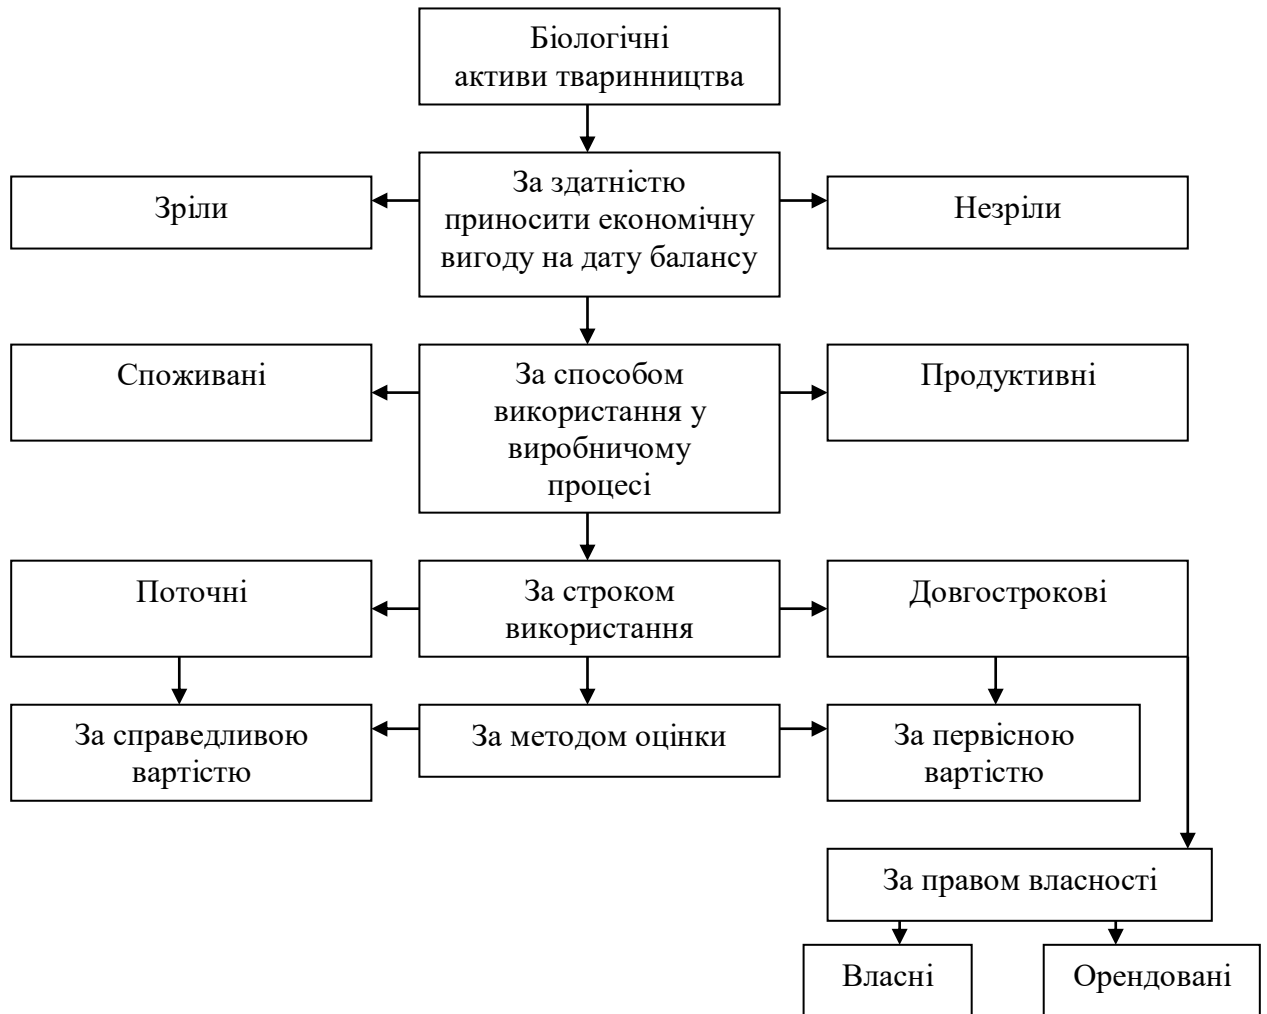 Біологічні
активи тваринництва
За здатністю
приносити економічну
вигоду на дату балансу
Зріли
Незріли
За способом
використання у
виробничому
процесі
Споживані
Продуктивні
За строком
використання
Поточні
Довгострокові
За справедливою
вартістю
За методом оцінки
За первісною
вартістю
За правом власності
Власні
Орендовані